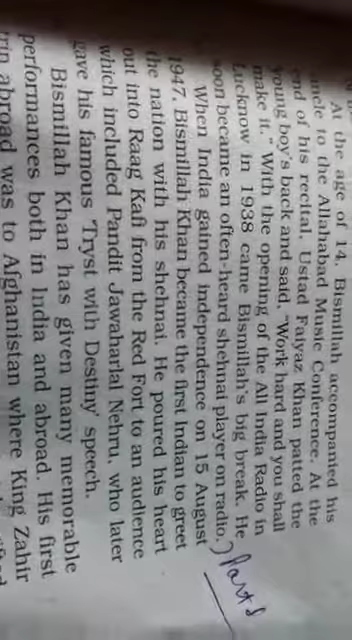 At the age of 14, Bismillah accompanied his
uncle to the Allahabad Music Conference. At the
end of his recital, Ustad Faiyaz Khan patted the
young boy's back and said, "Work hard and you shall
make it." With the opening of the All India Radio in
Lucknow in 1938 came Bismillah's big break. He
soon became an often-heard shehnai player on radio.
When India gained independence on 15 August
1947, Bismillah Khan became the first Indian to greet
the nation with his shehnai. He poured his heart
out into Raag Kafi from the Red Fort to an audience
which included Pandit Jawaharlal Nehru, who later
gave his famous 'Tryst with Destiny' speech.
Bismillah Khan has given many memorable
performances both in India and abroad. His first
trip abroad was to Afghanistan where King Zahir
Part